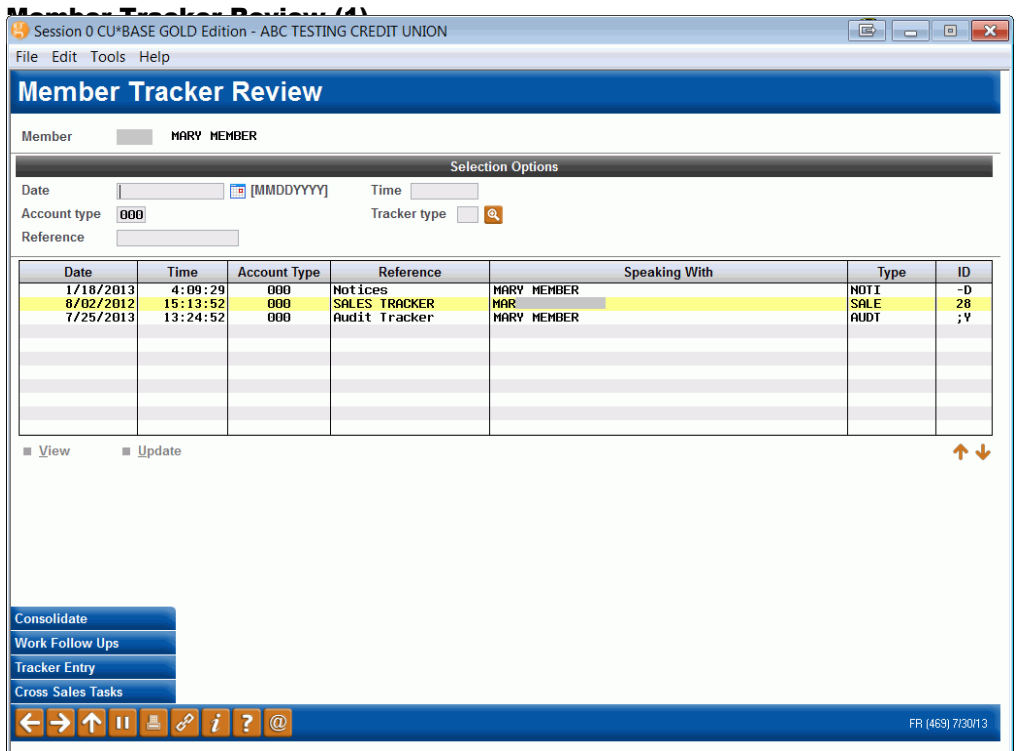 Member Tracker Review (1)
Session 0 CU*BASE GOLD Edition - ABC TESTING CREDIT UNION
File Edit Tools Help
Member Tracker Review
Member MARY MEMBER
Selection Options
Date [MMDDYYYY] Time
Account type 000 Tracker type
Reference
Date Time Account Type Reference Speaking With Type ID
1/18/2013 4:09:29 000 Notices MARY MEMBER NOTI -D
8/02/2012 15:13:52 000 SALES TRACKER MAR SALE 28
7/25/2013 13:24:52 000 Audit Tracker MARY MEMBER AUDT ;Y
View Update
Consolidate
Work Follow Ups
Tracker Entry
Cross Sales Tasks
i ? @ FR (469) 7/30/13